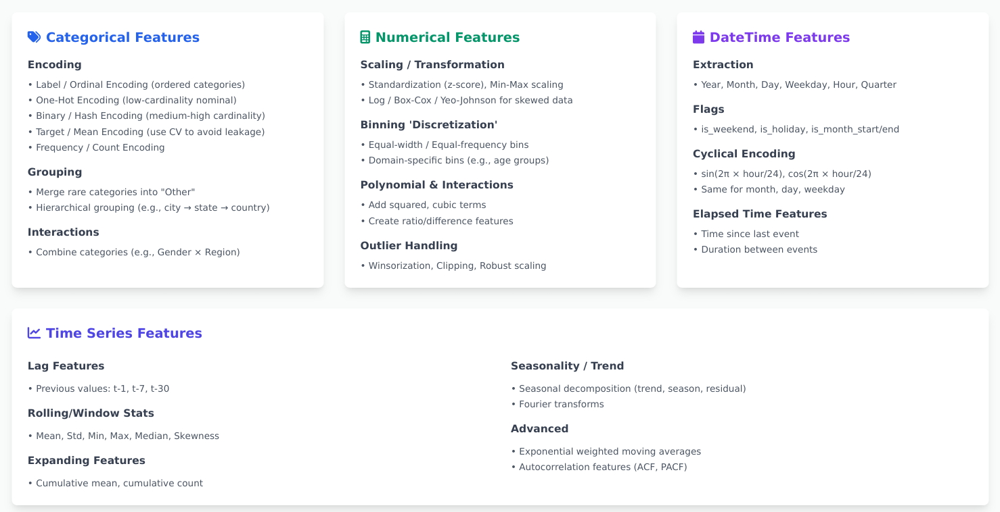 Categorical Features
Encoding
• Label / Ordinal Encoding (ordered categories)
• One-Hot Encoding (low-cardinality nominal)
• Binary / Hash Encoding (medium-high cardinality)
• Target / Mean Encoding (use CV to avoid leakage)
• Frequency / Count Encoding
Grouping
• Merge rare categories into "Other"
• Hierarchical grouping (e.g., city → state → country)
Interactions
• Combine categories (e.g., Gender × Region)
Numerical Features
Scaling / Transformation
• Standardization (z-score), Min-Max scaling
• Log / Box-Cox / Yeo-Johnson for skewed data
Binning 'Discretization'
• Equal-width / Equal-frequency bins
• Domain-specific bins (e.g., age groups)
Polynomial & Interactions
• Add squared, cubic terms
• Create ratio/difference features
Outlier Handling
• Winsorization, Clipping, Robust scaling
DateTime Features
Extraction
• Year, Month, Day, Weekday, Hour, Quarter
Flags
• is_weekend, is_holiday, is_month_start/end
Cyclical Encoding
• sin(2π × hour/24), cos(2π × hour/24)
• Same for month, day, weekday
Elapsed Time Features
• Time since last event
• Duration between events
Time Series Features
Lag Features
• Previous values: t-1, t-7, t-30
Rolling/Window Stats
• Mean, Std, Min, Max, Median, Skewness
Expanding Features
• Cumulative mean, cumulative count
Seasonality / Trend
• Seasonal decomposition (trend, season, residual)
• Fourier transforms
Advanced
• Exponential weighted moving averages
• Autocorrelation features (ACF, PACF)